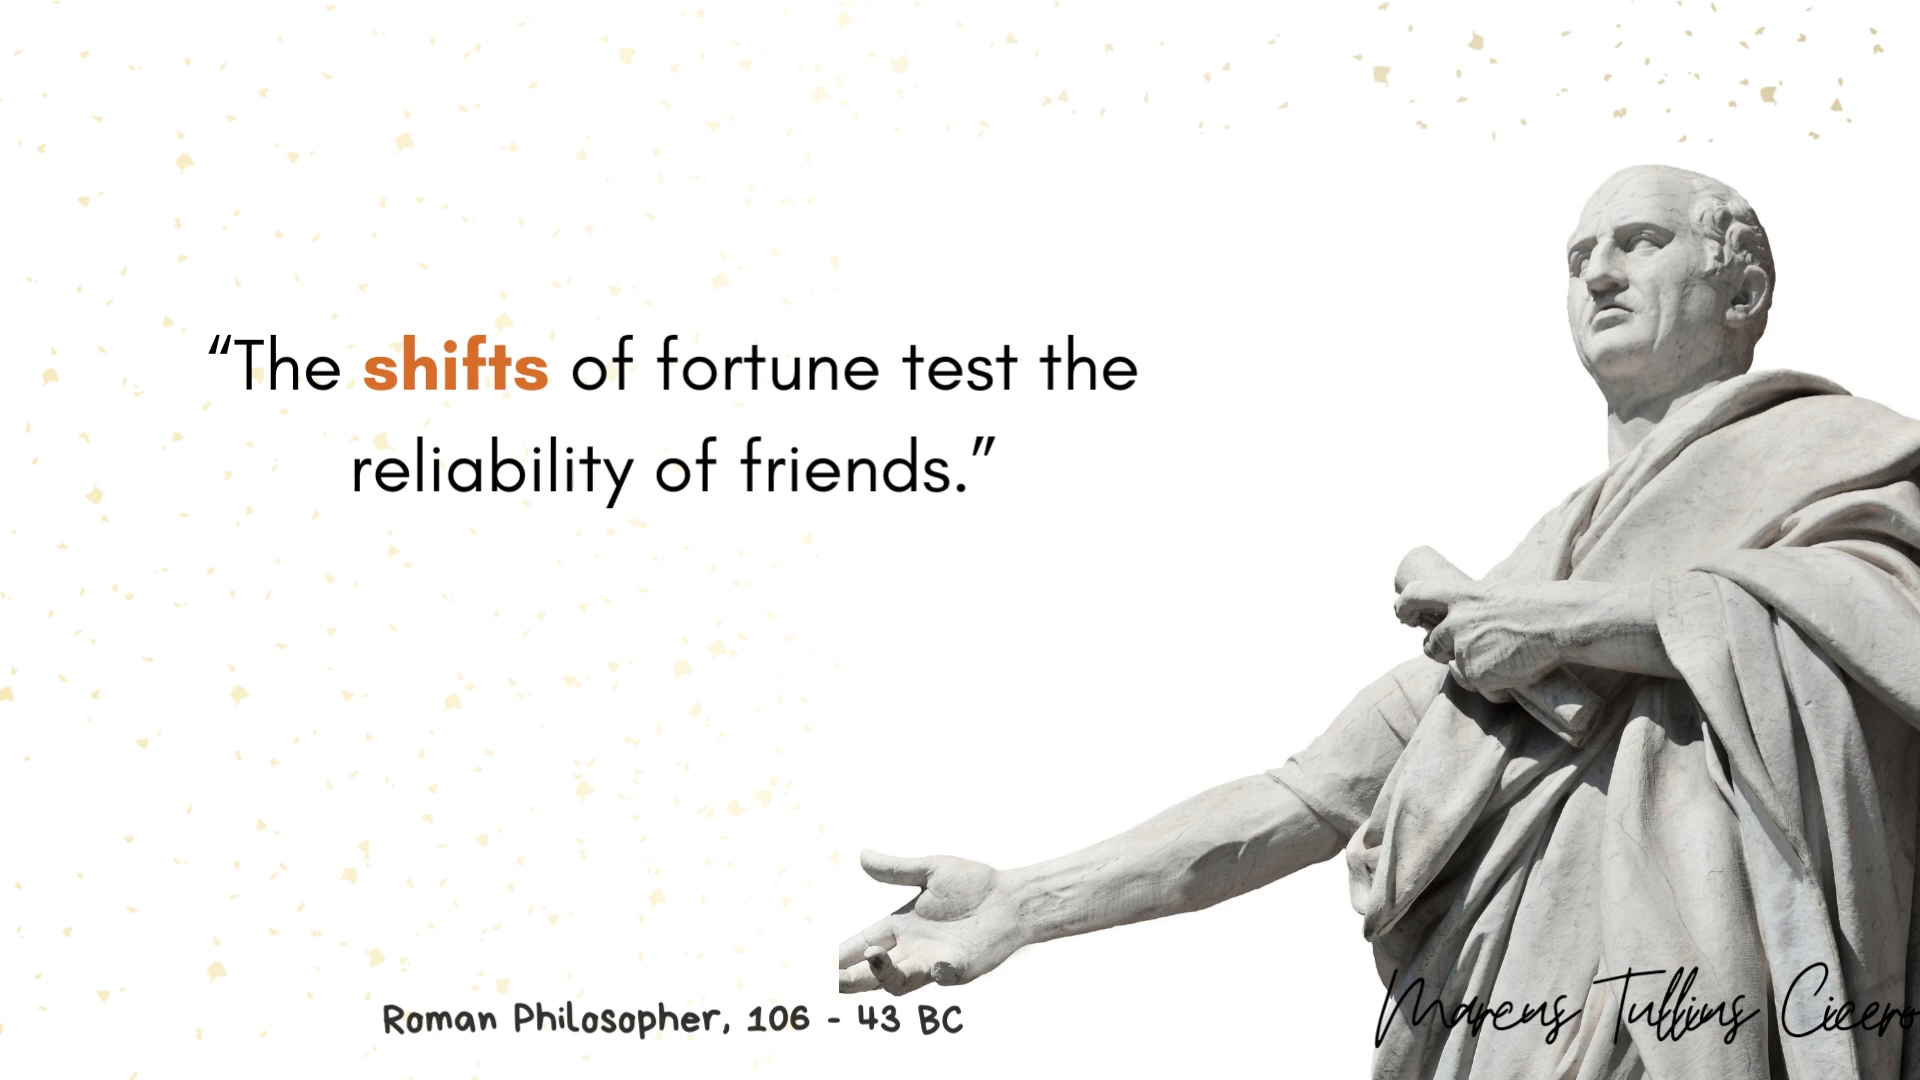 “The shifts of fortune test the
reliability of friends.”
Roman Philosopher, 106 - 43 BC
Marcus Tullius Cicero